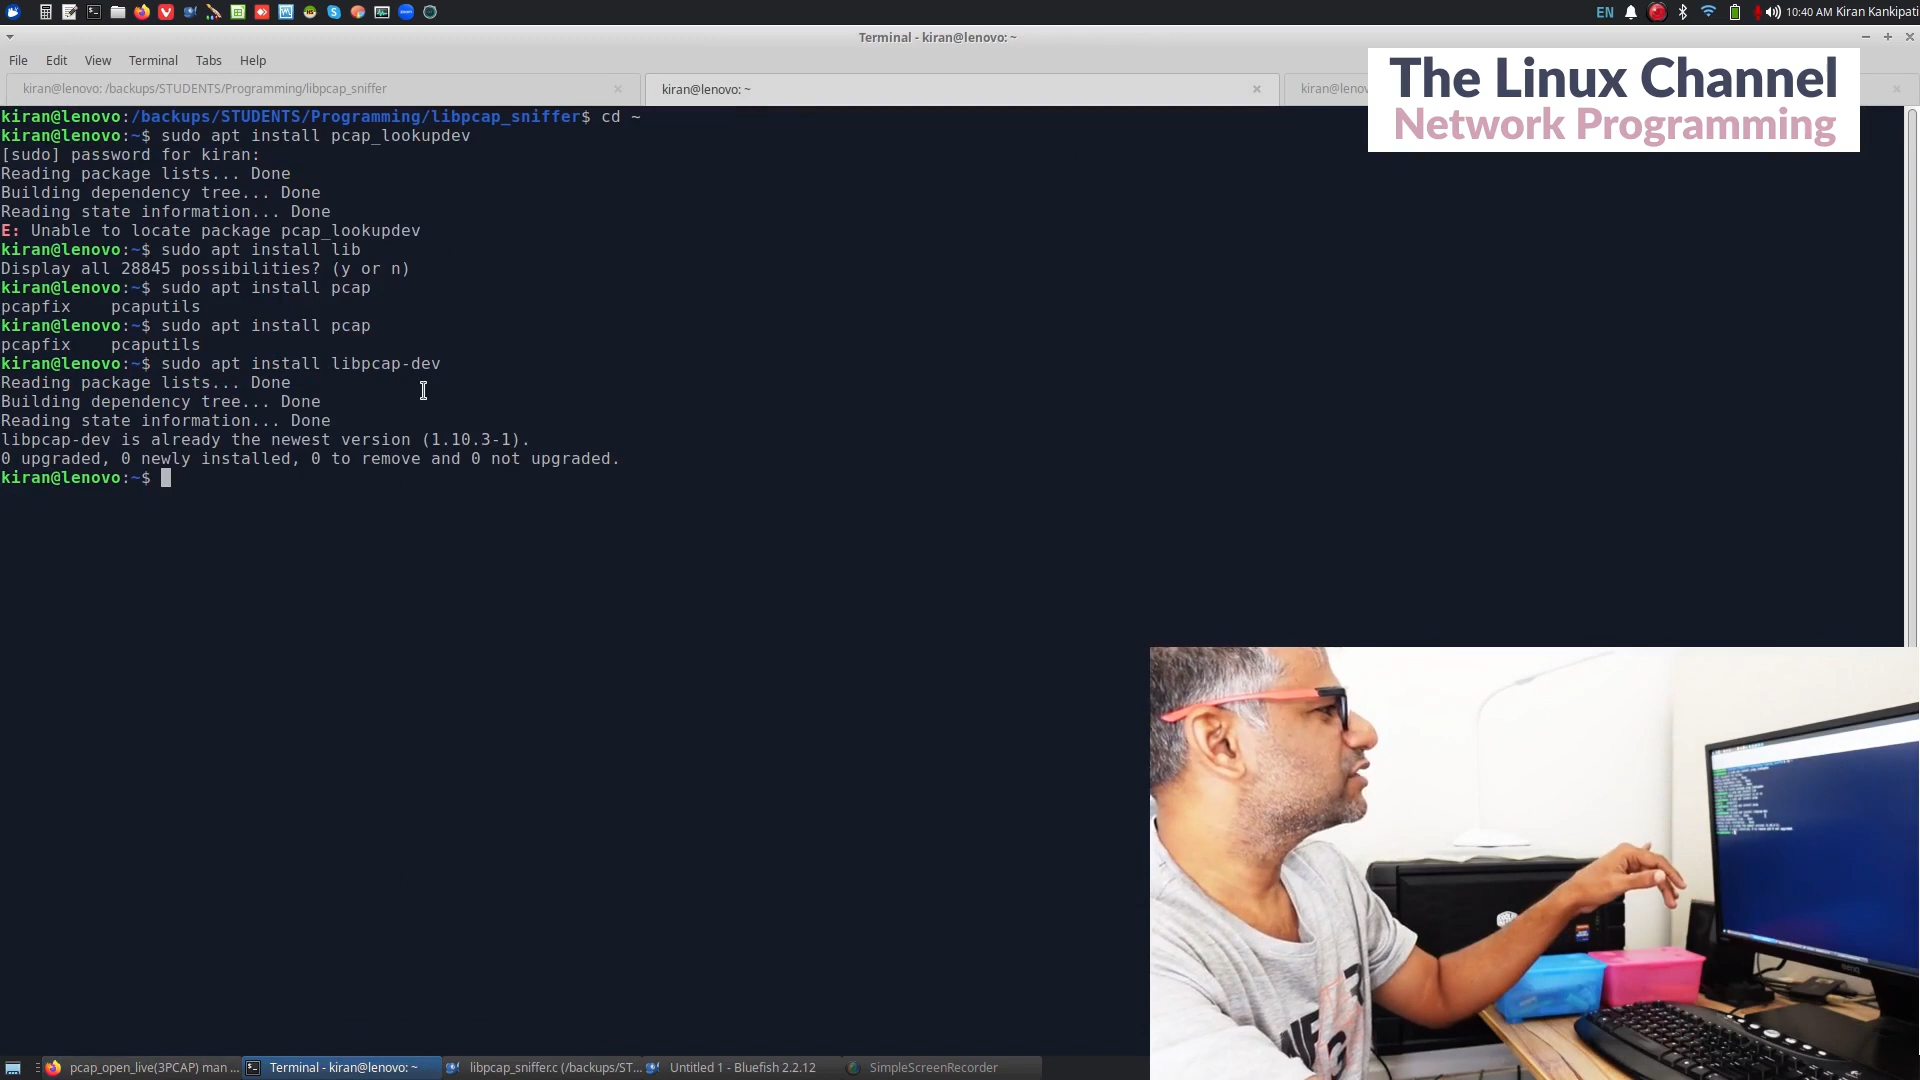 10:40 AM Kiran Kankipati
EN
Terminal - kiran@lenovo: ~
File Edit View Terminal Tabs Help
kiran@lenovo: /backups/STUDENTS/Programming/libpcap_sniffer
kiran@lenovo: ~
kiran@lenov
The Linux Channel
Network Programming
kiran@lenovo:/backups/STUDENTS/Programming/libpcap_sniffer$ cd ~
kiran@lenovo:~$ sudo apt install pcap_lookupdev
[sudo] password for kiran:
Reading package lists... Done
Building dependency tree... Done
Reading state information... Done
E: Unable to locate package pcap_lookupdev
kiran@lenovo:~$ sudo apt install lib
Display all 28845 possibilities? (y or n)
kiran@lenovo:~$ sudo apt install pcap
pcapfix    pcaputils
kiran@lenovo:~$ sudo apt install pcap
pcapfix    pcaputils
kiran@lenovo:~$ sudo apt install libpcap-dev
Reading package lists... Done
Building dependency tree... Done
Reading state information... Done
libpcap-dev is already the newest version (1.10.3-1).
0 upgraded, 0 newly installed, 0 to remove and 0 not upgraded.
kiran@lenovo:~$
pcap_open_live(3PCAP) man ...
Terminal - kiran@lenovo: ~
libpcap_sniffer.c (/backups/ST...
Untitled 1 - Bluefish 2.2.12
SimpleScreenRecorder